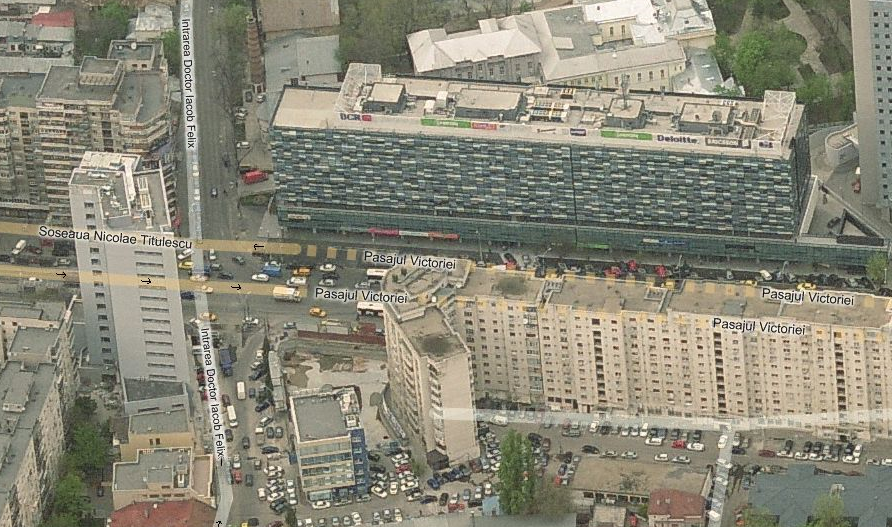 Intrarea Doctor Iacob Felix
BCR
Deloitte.
ERICSSON
Soseaua Nicolae Titulescu
Pasajul Victoriei
Pasajul Victoriei
Pasajul Victoriei
Pasajul Victoriei
Intrarea Doctor Iacob Felix